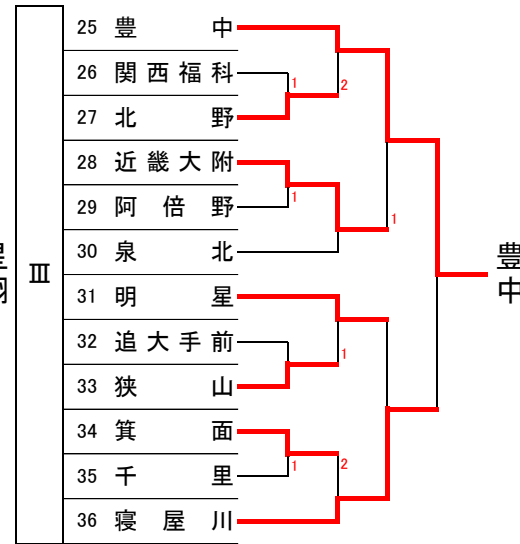 25 豊中
26 関西福科
1
2
27 北野
28 近畿大附
1
29 阿倍野
1
30 泉北
Ⅲ
豊中
31 明星
32 追大手前
1
33 狭山
34 箕面
1
2
35 千里
36 寝屋川